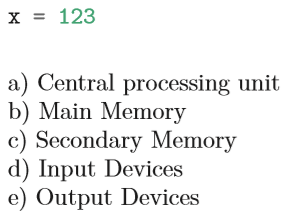 x = 123
a) Central processing unit
b) Main Memory
c) Secondary Memory
d) Input Devices
e) Output Devices